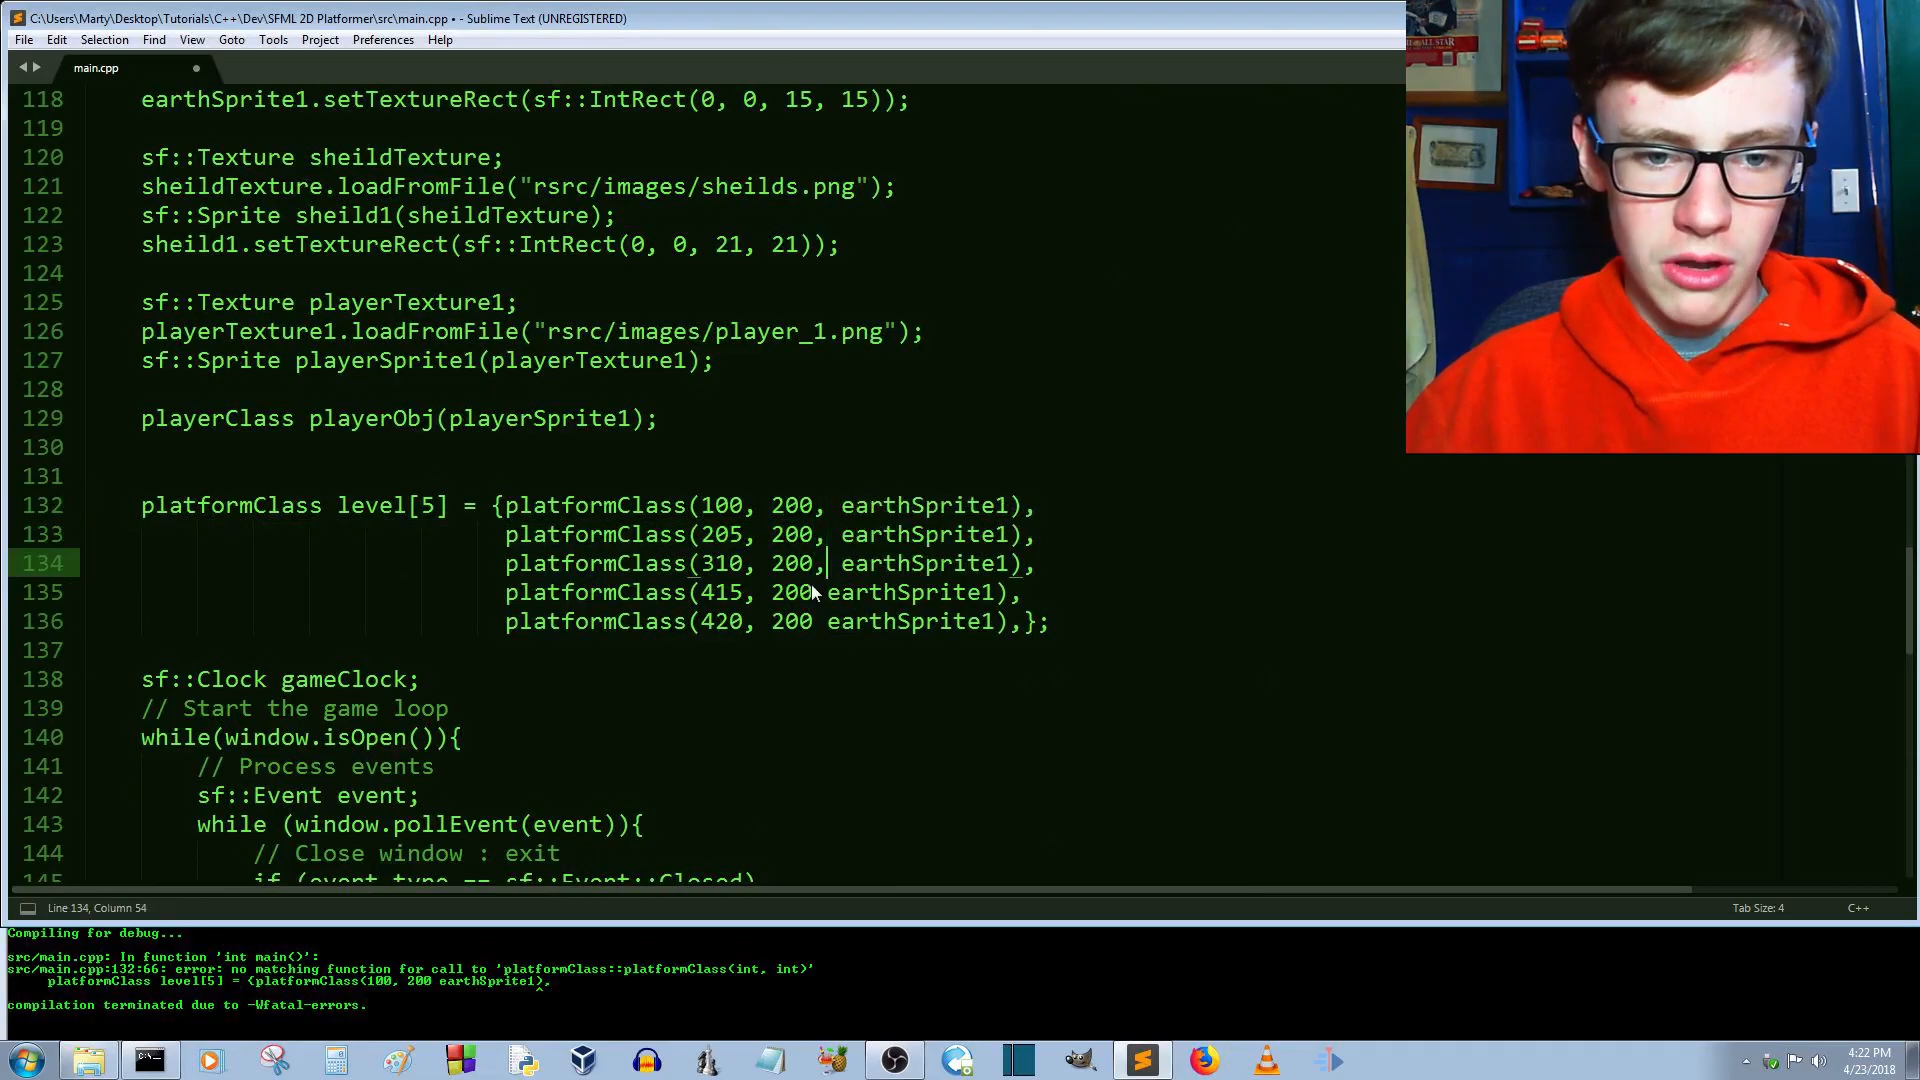 C:\Users\Marty\Desktop\Tutorials\C++\Dev\SFML 2D Platformer\src\main.cpp • - Sublime Text (UNREGISTERED)
File Edit Selection Find View Goto Tools Project Preferences Help
main.cpp
118 earthSprite1.setTextureRect(sf::IntRect(0, 0, 15, 15));
119
120 sf::Texture sheildTexture;
121 sheildTexture.loadFromFile("rsrc/images/sheilds.png");
122 sf::Sprite sheild1(sheildTexture);
123 sheild1.setTextureRect(sf::IntRect(0, 0, 21, 21));
124
125 sf::Texture playerTexture1;
126 playerTexture1.loadFromFile("rsrc/images/player_1.png");
127 sf::Sprite playerSprite1(playerTexture1);
128
129 playerClass playerObj(playerSprite1);
130
131
132 platformClass level[5] = {platformClass(100, 200, earthSprite1),
133 platformClass(205, 200, earthSprite1),
134 platformClass(310, 200, earthSprite1),
135 platformClass(415, 200 earthSprite1),
136 platformClass(420, 200 earthSprite1),};
137
138 sf::Clock gameClock;
139 // Start the game loop
140 while(window.isOpen()){
141 // Process events
142 sf::Event event;
143 while (window.pollEvent(event)){
144 // Close window : exit
145 if (event.type == sf::Event::Closed)
Line 134, Column 54
Tab Size: 4
C++
Compiling for debug...
src/main.cpp: In function 'int main()':
src/main.cpp:132:66: error: no matching function for call to 'platformClass::platformClass(int, int)'
platformClass level[5] = {platformClass(100, 200 earthSprite1),
^
compilation terminated due to -Wfatal-errors.
4:22 PM
4/23/2018